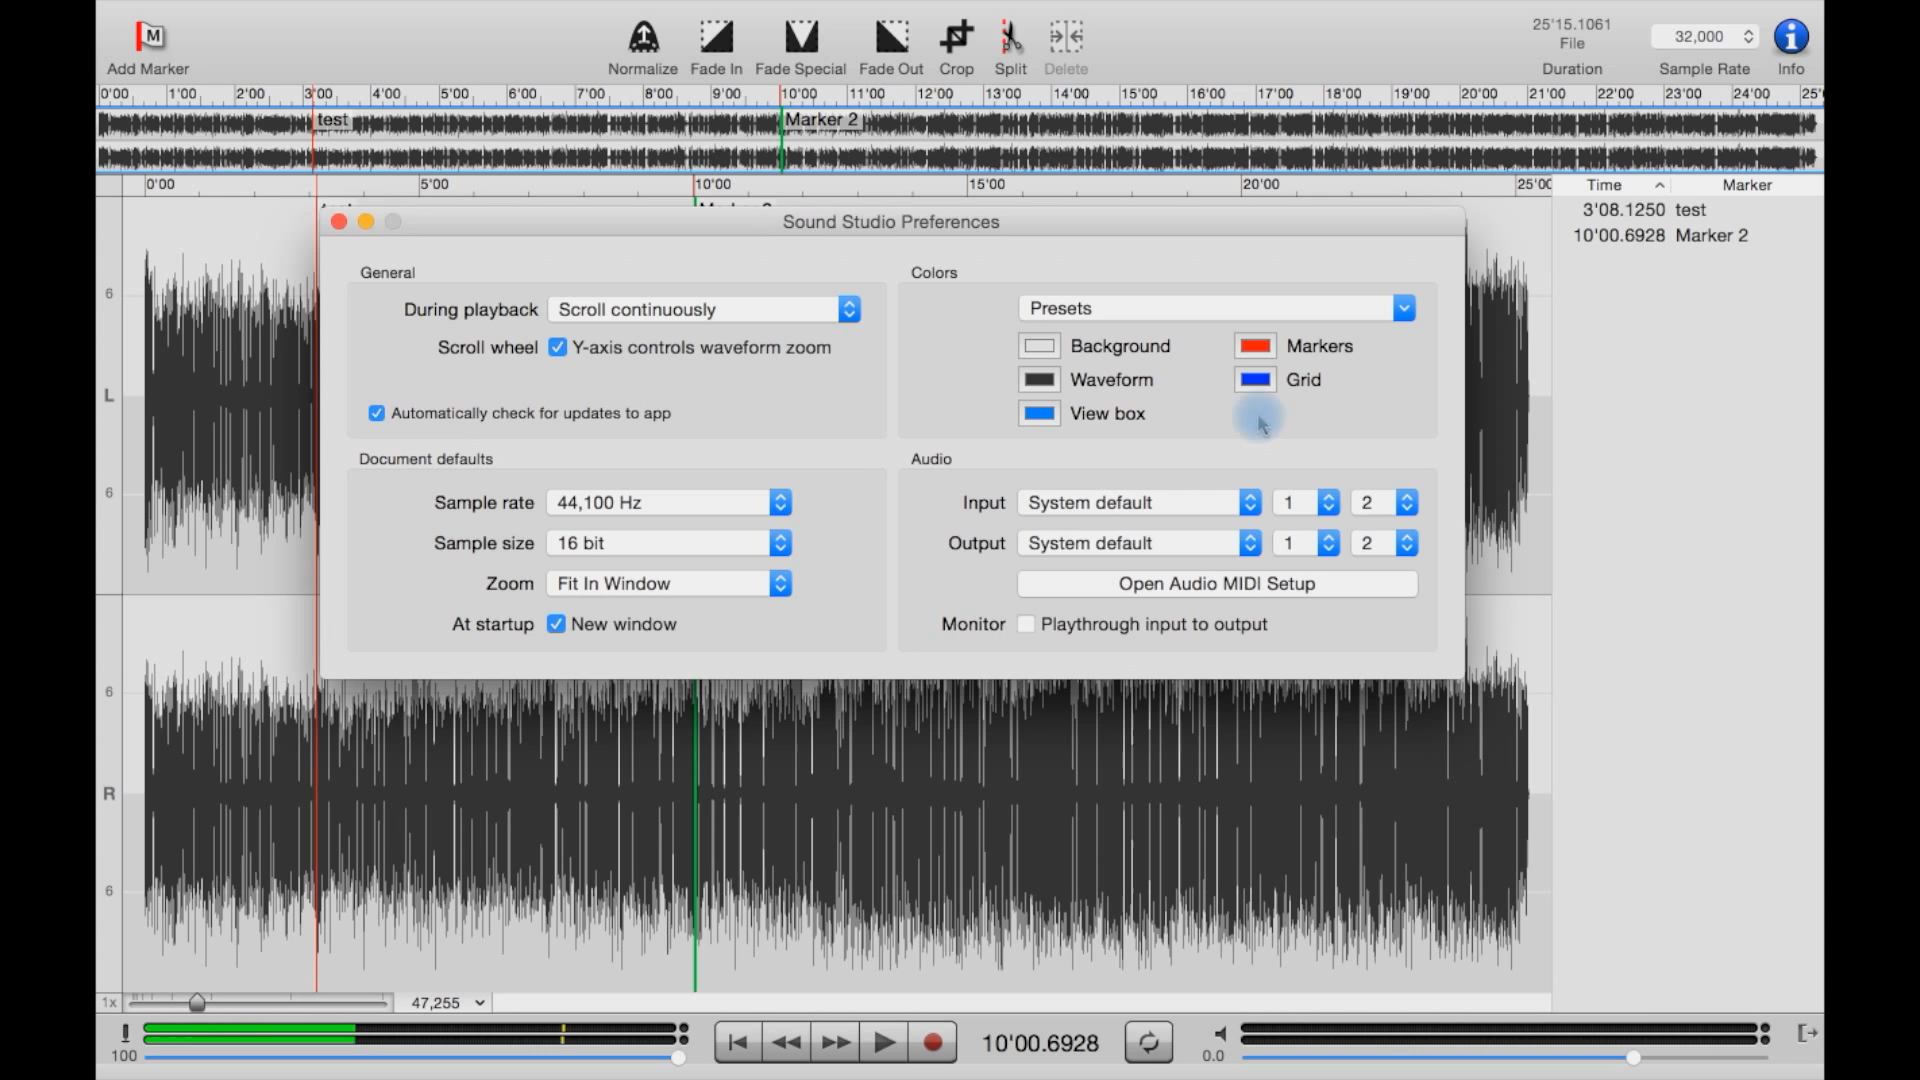 M
Add Marker
Normalize Fade In Fade Special Fade Out Crop Split Delete
25'15.1061
File
Duration
32,000
Sample Rate
Info
0'00 1'00 2'00 3'00 4'00 5'00 6'00 7'00 8'00 9'00 10'00 11'00 12'00 13'00 14'00 15'00 16'00 17'00 18'00 19'00 20'00 21'00 22'00 23'00 24'00 25'
test Marker 2
0'00 5'00 10'00 15'00 20'00 25'00
Time Marker
3'08.1250 test
10'00.6928 Marker 2
Sound Studio Preferences
General
During playback Scroll continuously
Scroll wheel Y-axis controls waveform zoom
Automatically check for updates to app
Colors
Presets
Background Markers
Waveform Grid
View box
Document defaults
Sample rate 44,100 Hz
Sample size 16 bit
Zoom Fit In Window
At startup New window
Audio
Input System default 1 2
Output System default 1 2
Open Audio MIDI Setup
Monitor Playthrough input to output
6
L
6
6
R
6
1x 47,255
100
10'00.6928
0.0